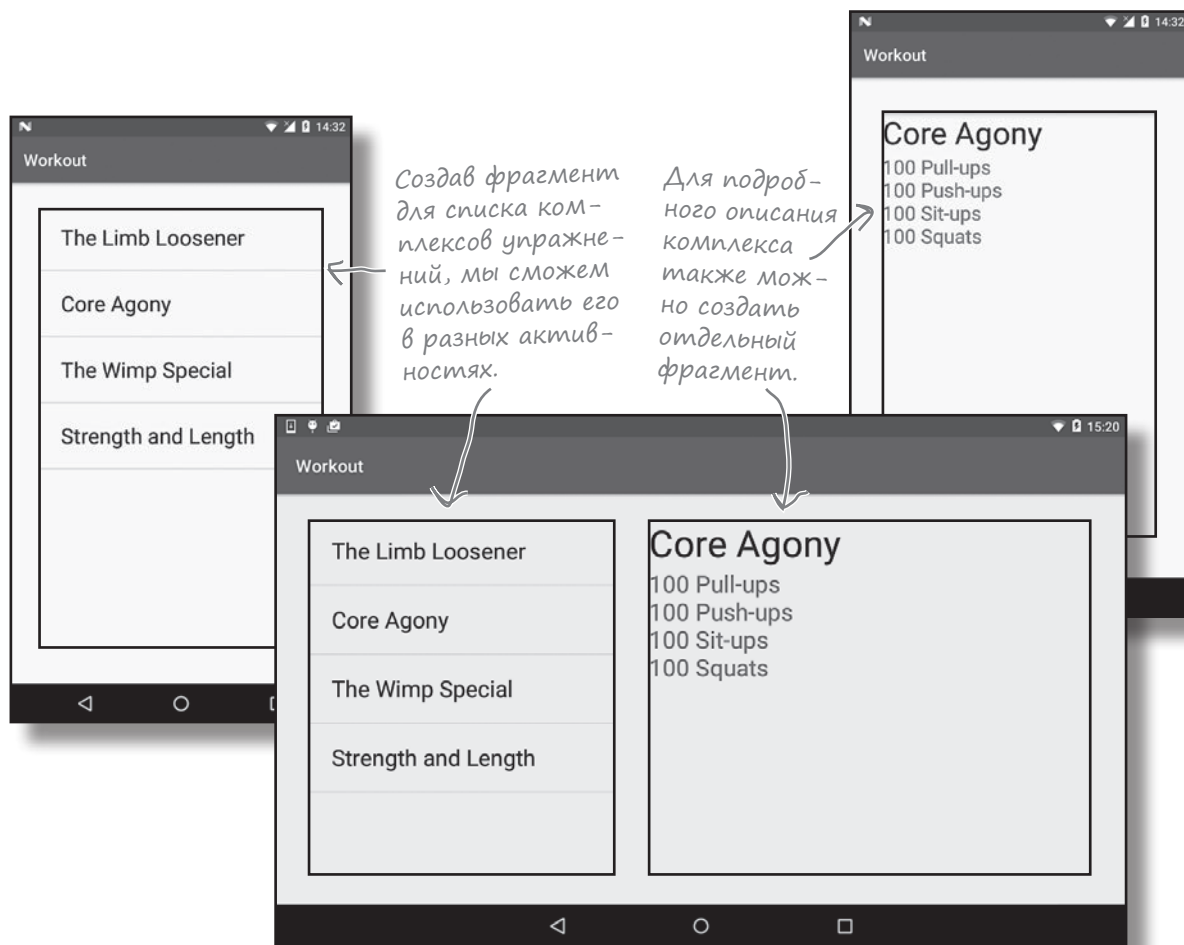 14:32
Workout
The Limb Loosener
Core Agony
The Wimp Special
Strength and Length
Создав фрагмент
для списка ком-
плексов упражне-
ний, мы сможем
использовать его
в разных актив-
ностях.
Для подроб-
ного описания
комплекса
также мож-
но создать
отдельный
фрагмент.
14:32
Workout
Core Agony
100 Pull-ups
100 Push-ups
100 Sit-ups
100 Squats
15:20
Workout
The Limb Loosener
Core Agony
The Wimp Special
Strength and Length
Core Agony
100 Pull-ups
100 Push-ups
100 Sit-ups
100 Squats